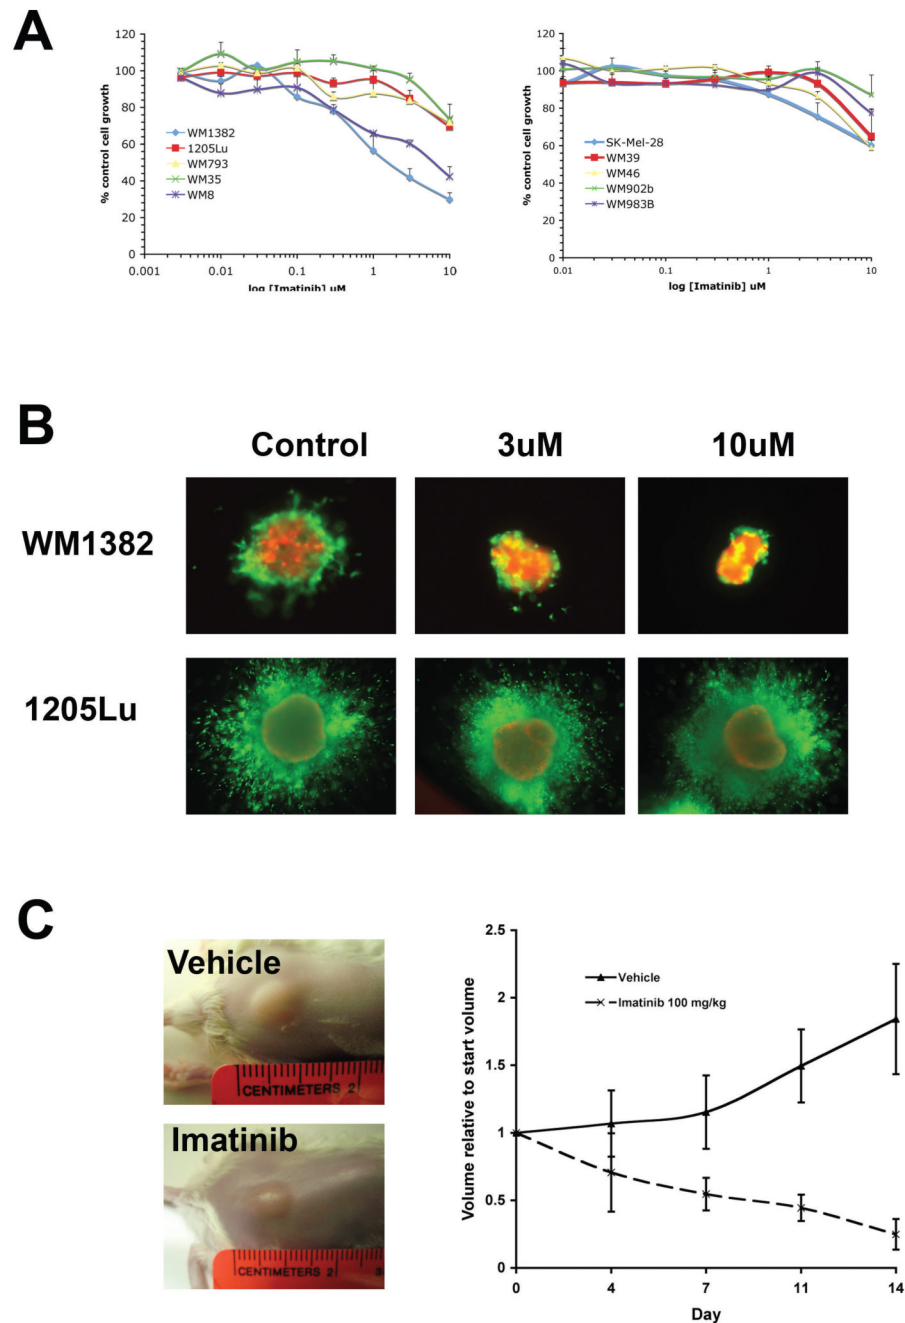 A
% control cell growth
120
100
80
60
40
20
0
0.001
0.01
0.1
1
10
log [Imatinib] uM
WM1382
1205Lu
WM793
WM35
WM8
% control cell growth
120
100
80
60
40
20
0
0.01
0.1
1
10
log [Imatinib] uM
SK-Mel-28
WM39
WM46
WM902b
WM983B
B
Control
3uM
10uM
WM1382
1205Lu
C
Vehicle
CENTIMETERS 2
Imatinib
CENTIMETERS 2
Volume relative to start volume
2.5
2
1.5
1
0.5
0
0
4
7
11
14
Day
Vehicle
Imatinib 100 mg/kg